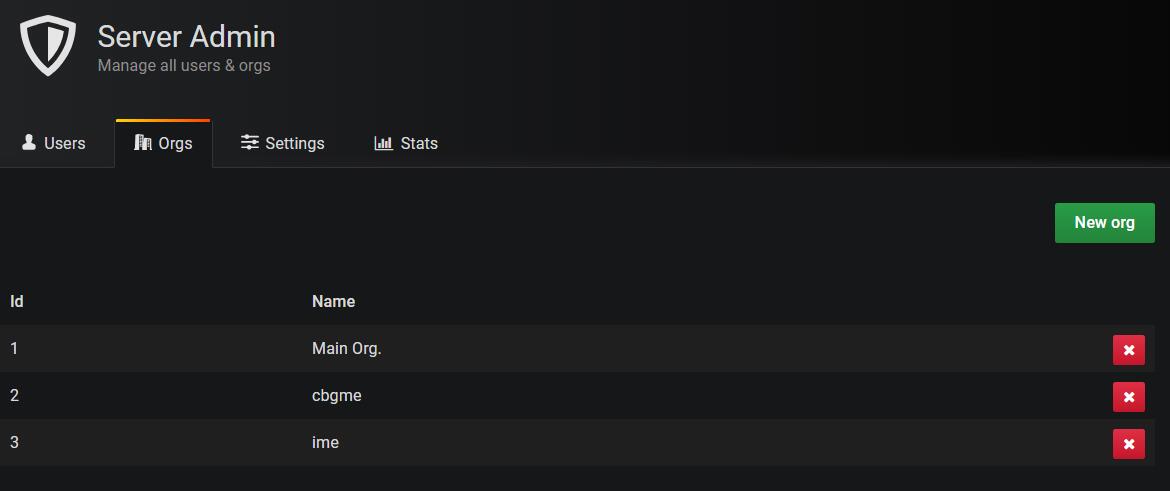 Server Admin
Manage all users & orgs
Users Orgs Settings Stats
New org
Id Name
1 Main Org.
2 cbgme
3 ime